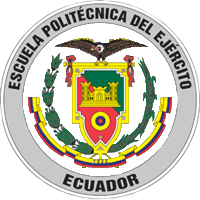 ESCUELA POLITÉCNICA DEL EJÉRCITO
ECUADOR